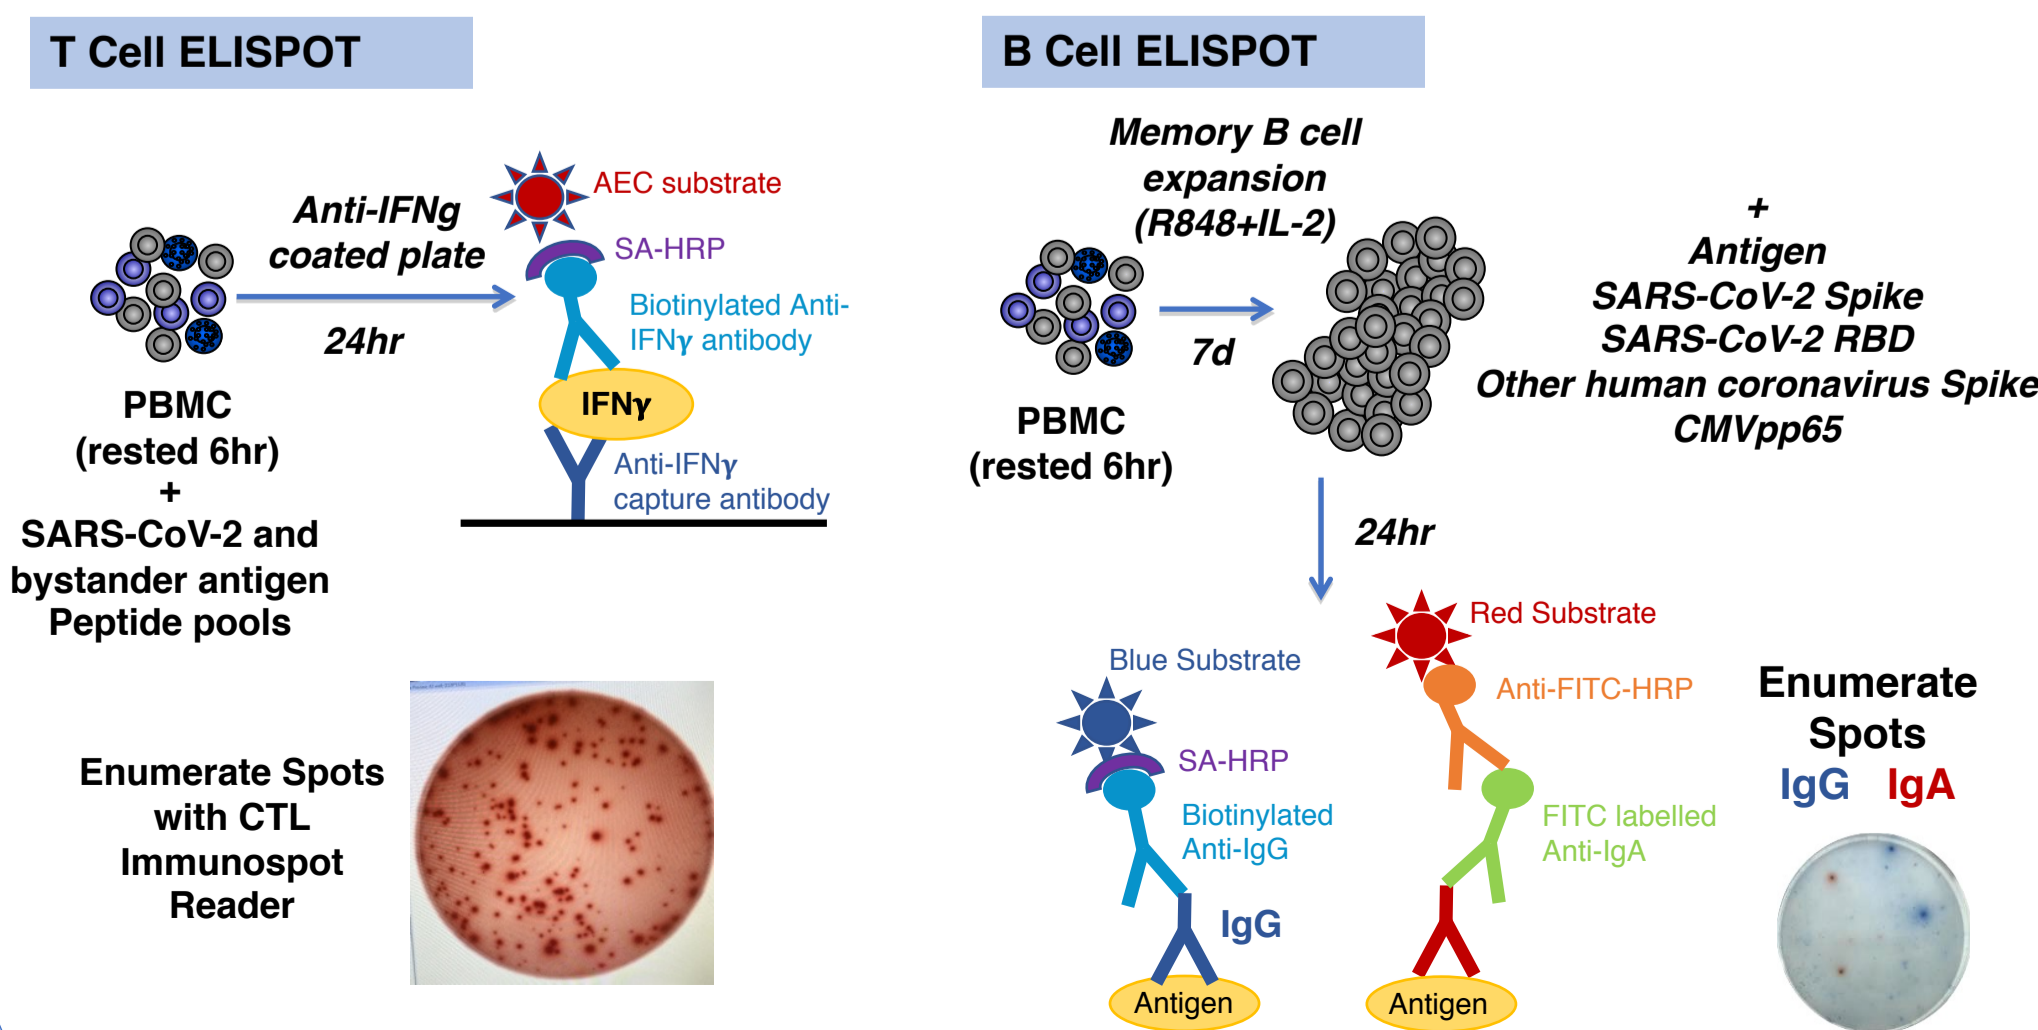 T Cell ELISPOT
Anti-IFNg
coated plate
24hr
PBMC
(rested 6hr)
+
SARS-CoV-2 and
bystander antigen
Peptide pools
AEC substrate
SA-HRP
Biotinylated Anti-
IFNγ antibody
IFNγ
Anti-IFNγ
capture antibody
Enumerate Spots
with CTL
Immunospot
Reader
B Cell ELISPOT
Memory B cell
expansion
(R848+IL-2)
7d
PBMC
(rested 6hr)
+
Antigen
SARS-CoV-2 Spike
SARS-CoV-2 RBD
Other human coronavirus Spike
CMVpp65
24hr
Blue Substrate
SA-HRP
Biotinylated
Anti-IgG
IgG
Antigen
Red Substrate
Anti-FITC-HRP
FITC labelled
Anti-IgA
Antigen
Enumerate
Spots
IgG IgA